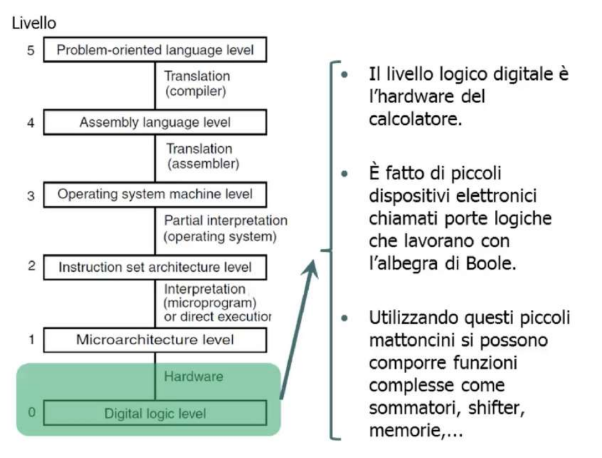 Livello
5 Problem-oriented language level
Translation
(compiler)
4 Assembly language level
Translation
(assembler)
3 Operating system machine level
Partial interpretation
(operating system)
2 Instruction set architecture level
Interpretation
(microprogram)
or direct execution
1 Microarchitecture level
Hardware
0 Digital logic level
• Il livello logico digitale è
l'hardware del
calcolatore.
• È fatto di piccoli
dispositivi elettronici
chiamati porte logiche
che lavorano con
l'albegra di Boole.
• Utilizzando questi piccoli
mattoncini si possono
comporre funzioni
complesse come
sommatori, shifter,
memorie,...